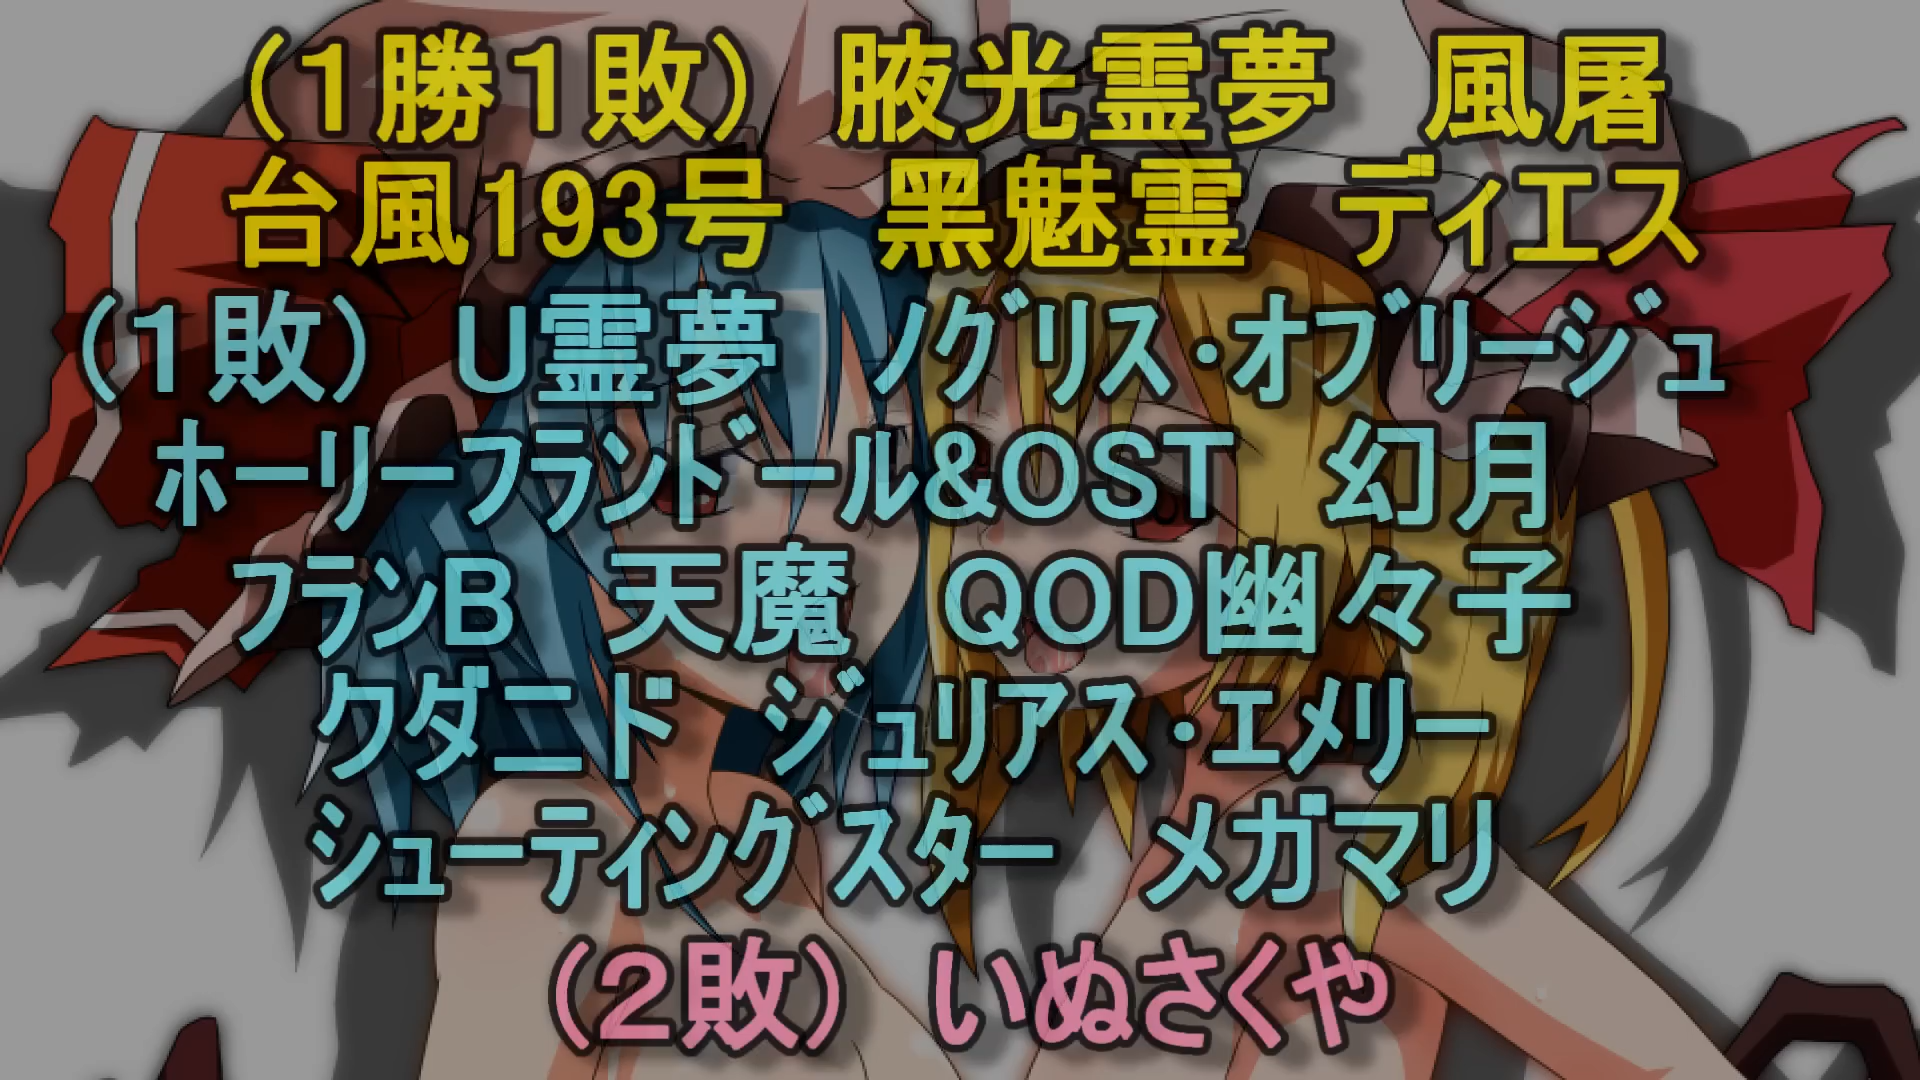 （１勝１敗）　腋光霊夢　風屠
台風193号　黒魅霊　ディエス
（１敗）　Ｕ霊夢　ﾉｸﾞﾘｽ･ｵﾌﾞﾘｰｼﾞｭ
ﾎｰﾘｰﾌﾗﾝﾄﾞｰﾙ&OST　幻月
ﾌﾗﾝB　天魔　QOD幽々子
クダニド　ｼﾞｭﾘｱｽ･ｴﾒﾘｰ
ｼｭｰﾃｨﾝｸﾞｽﾀｰ　メガマリ
（２敗）　いぬさくや